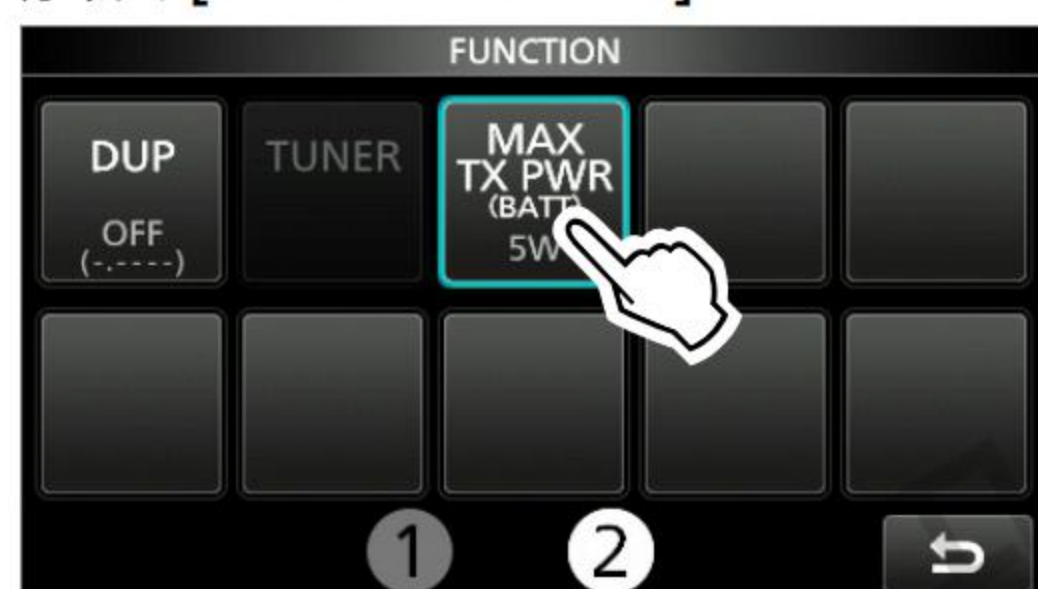 FUNCTION
DUP
OFF
(-.----)
TUNER
MAX
TX PWR
(BATT)
5W
1
2